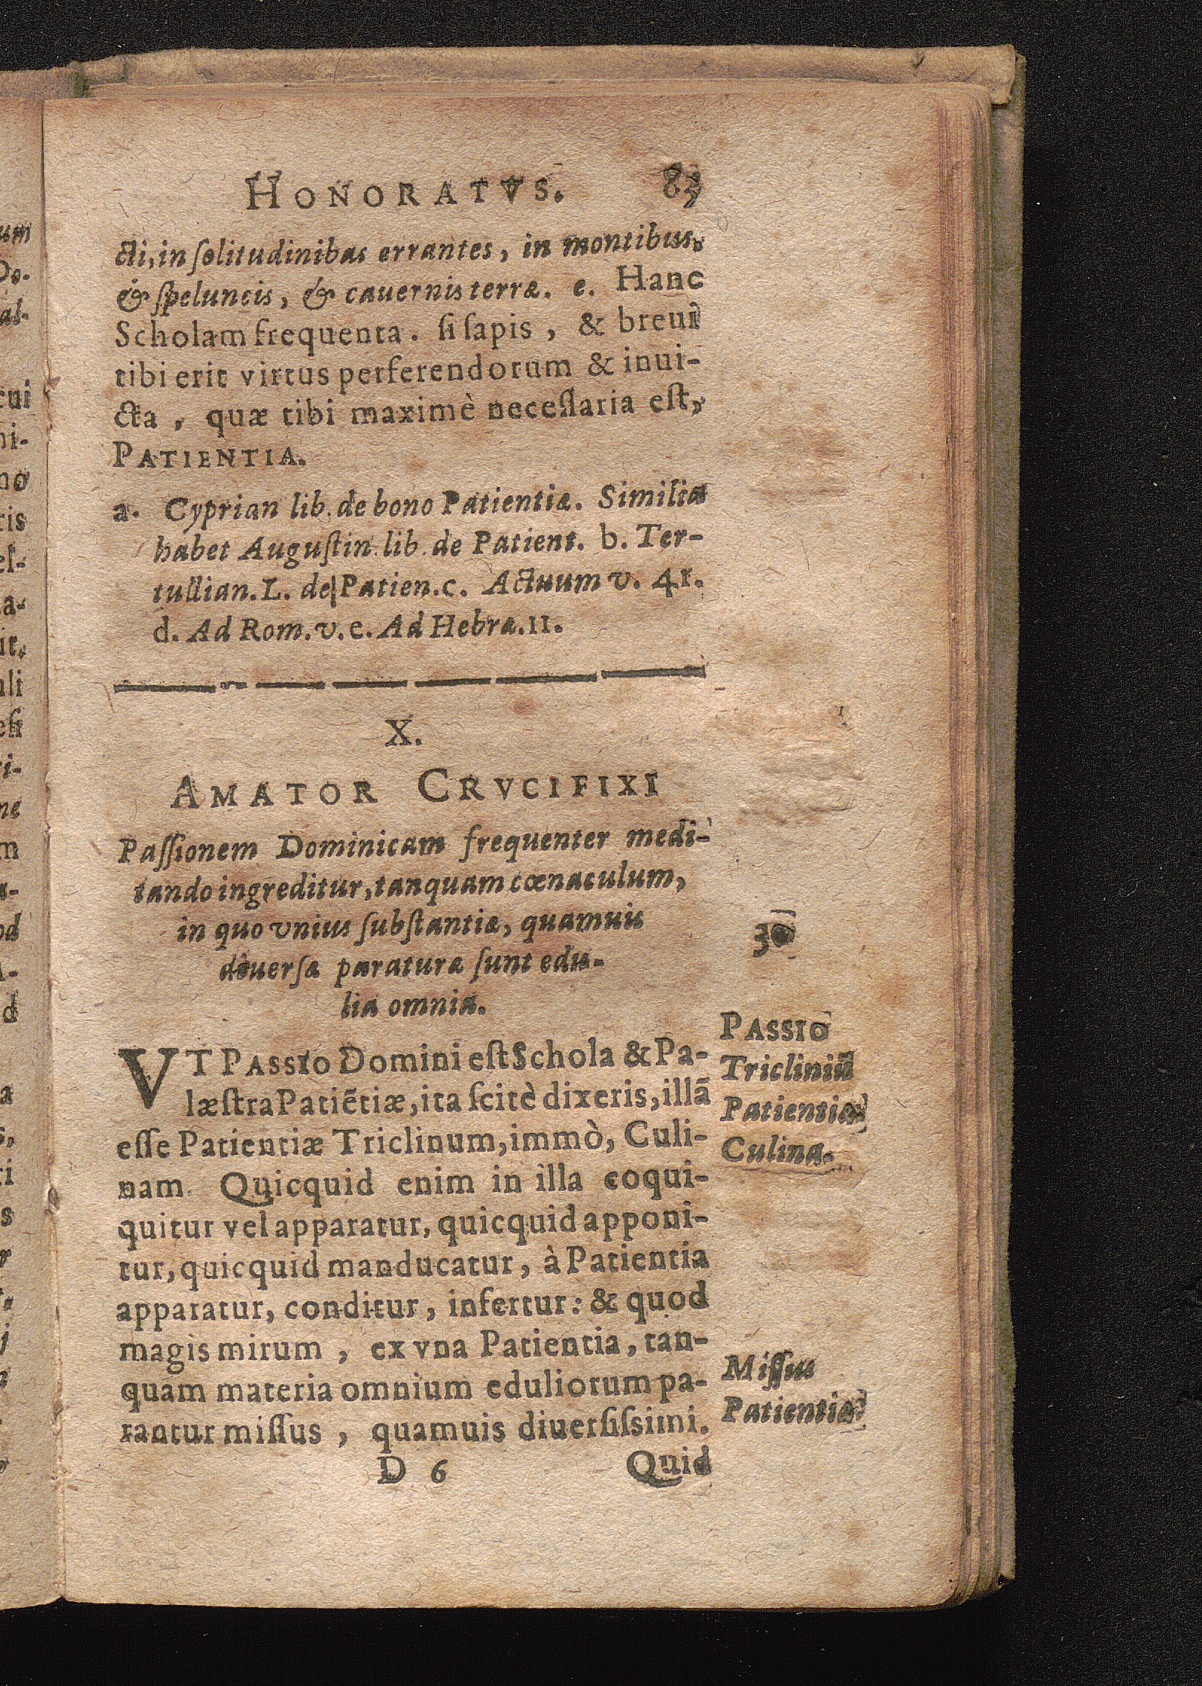 HONORATVS. 83
cti, in ſolitudinibas errantes, in montibus,
& ſpeluncis, & cauernis terræ. e. Hanc
Scholam frequenta. ſi ſapis, & breui
tibi erit virtus perferendorum & inui-
cta, quæ tibi maximè neceſſaria eſt,
PATIENTIA.
a. Cyprian lib. de bono Patientiæ. Similia
habet Auguſtin. lib. de Patient. b. Ter-
tullian. L. de Patien. c. Actuum v. 41.
d. Ad Rom. v. e. Ad Hebræ. 11.
X.
AMATOR CRVCIFIXI
Paſſionem Dominicam frequenter medi-
tando ingreditur, tanquam cœnaculum,
in quo vnius ſubſtantiæ, quamuis
diuerſæ paraturæ ſunt edu-
lia omnia.
30
VT PASSIO Domini eſt Schola & Pa-
læſtra Patiẽtiæ, ita ſcitè dixeris, illã
eſſe Patientiæ Triclinum, immò, Culi-
nam. Quicquid enim in illa coqui-
quitur vel apparatur, quicquid apponi-
tur, quicquid manducatur, à Patientia
apparatur, conditur, infertur: & quod
magis mirum, ex vna Patientia, tan-
quam materia omnium eduliorum pa-
rantur miſſus, quamuis diuerſiſsimi.
PASSIO
Tricliniũ
Patientiæ
Culina.
Miſſus
Patientiæ
D 6 Quid